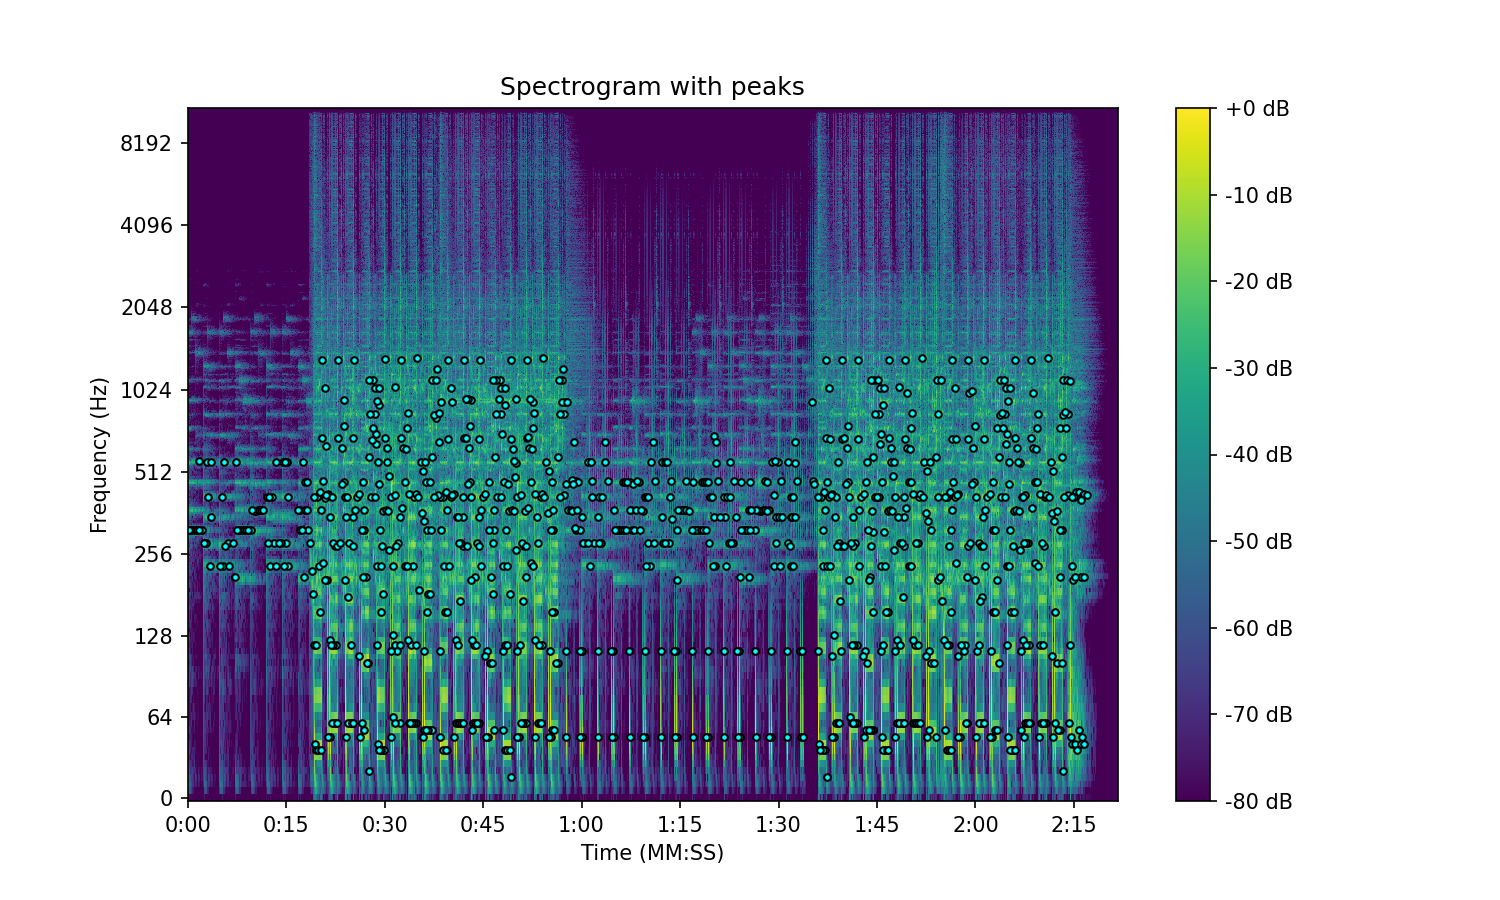 Spectrogram with peaks
Frequency (Hz)
8192
4096
2048
1024
512
256
128
64
0
0:00 0:15 0:30 0:45 1:00 1:15 1:30 1:45 2:00 2:15
Time (MM:SS)
+0 dB
-10 dB
-20 dB
-30 dB
-40 dB
-50 dB
-60 dB
-70 dB
-80 dB